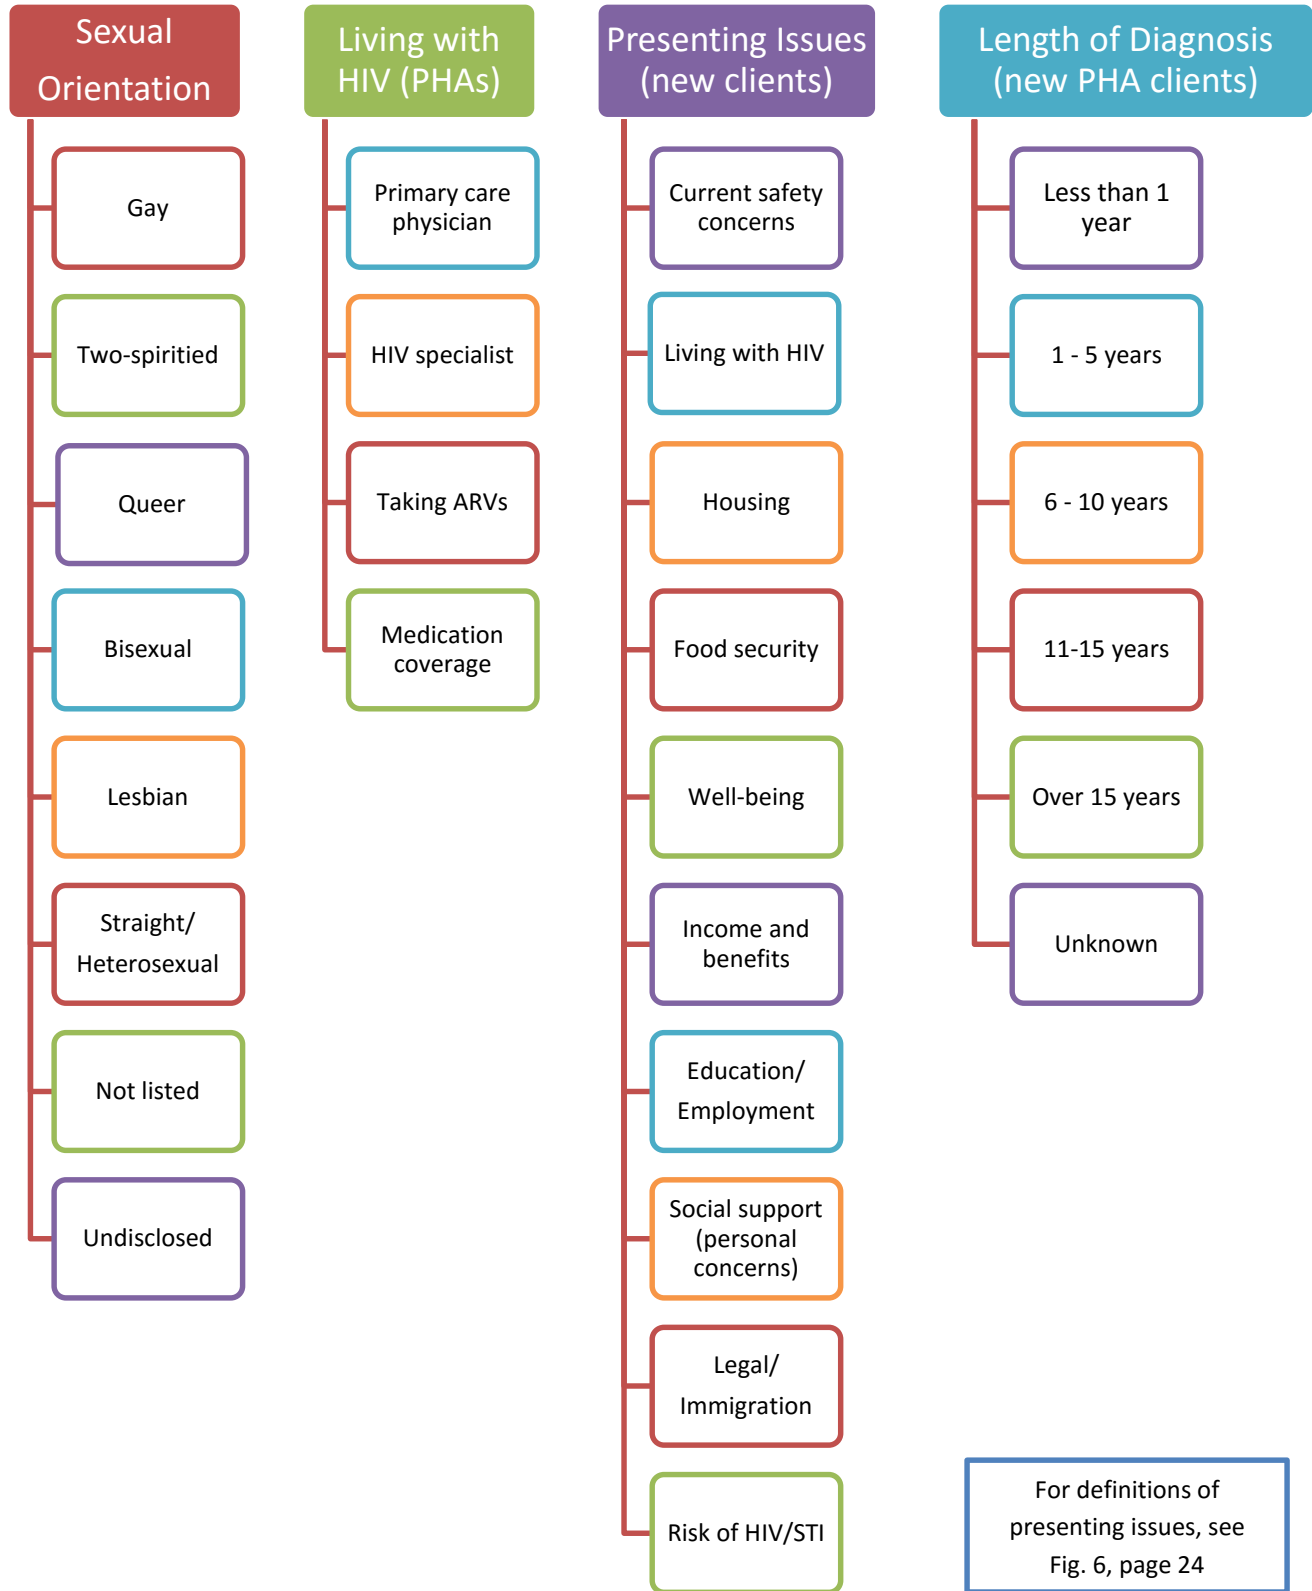 Sexual
Orientation
Gay
Two-spiritied
Queer
Bisexual
Lesbian
Straight/
Heterosexual
Not listed
Undisclosed
Living with
HIV (PHAs)
Primary care
physician
HIV specialist
Taking ARVs
Medication
coverage
Presenting Issues
(new clients)
Current safety
concerns
Living with HIV
Housing
Food security
Well-being
Income and
benefits
Education/
Employment
Social support
(personal
concerns)
Legal/
Immigration
Risk of HIV/STI
Length of Diagnosis
(new PHA clients)
Less than 1
year
1 - 5 years
6 - 10 years
11-15 years
Over 15 years
Unknown
For definitions of
presenting issues, see
Fig. 6, page 24